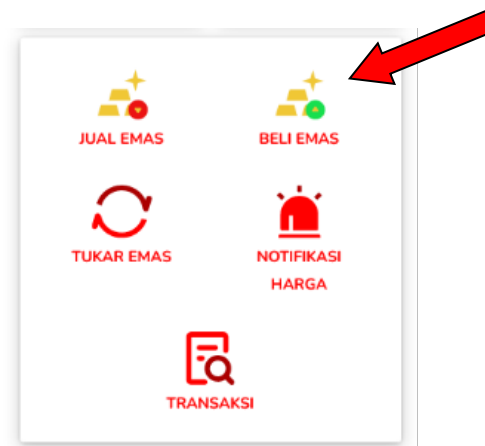 JUAL EMAS
BELI EMAS
TUKAR EMAS
NOTIFIKASI
HARGA
TRANSAKSI